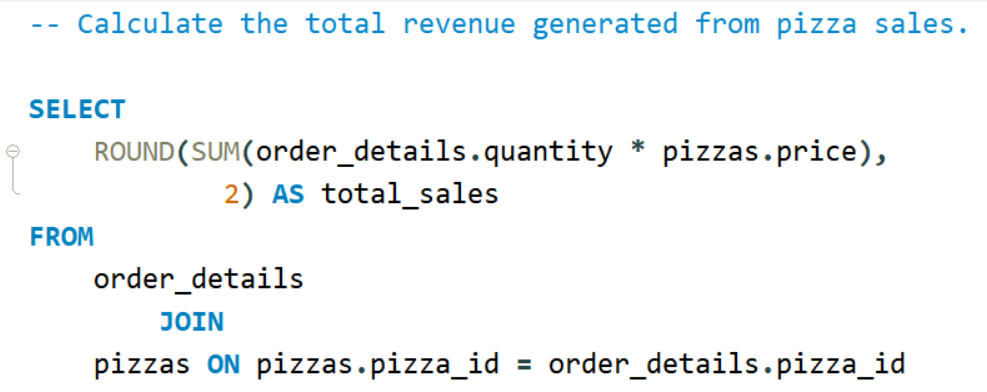 -- Calculate the total revenue generated from pizza sales.
SELECT
ROUND(SUM(order_details.quantity * pizzas.price),
2) AS total_sales
FROM
order_details
JOIN
pizzas ON pizzas.pizza_id = order_details.pizza_id